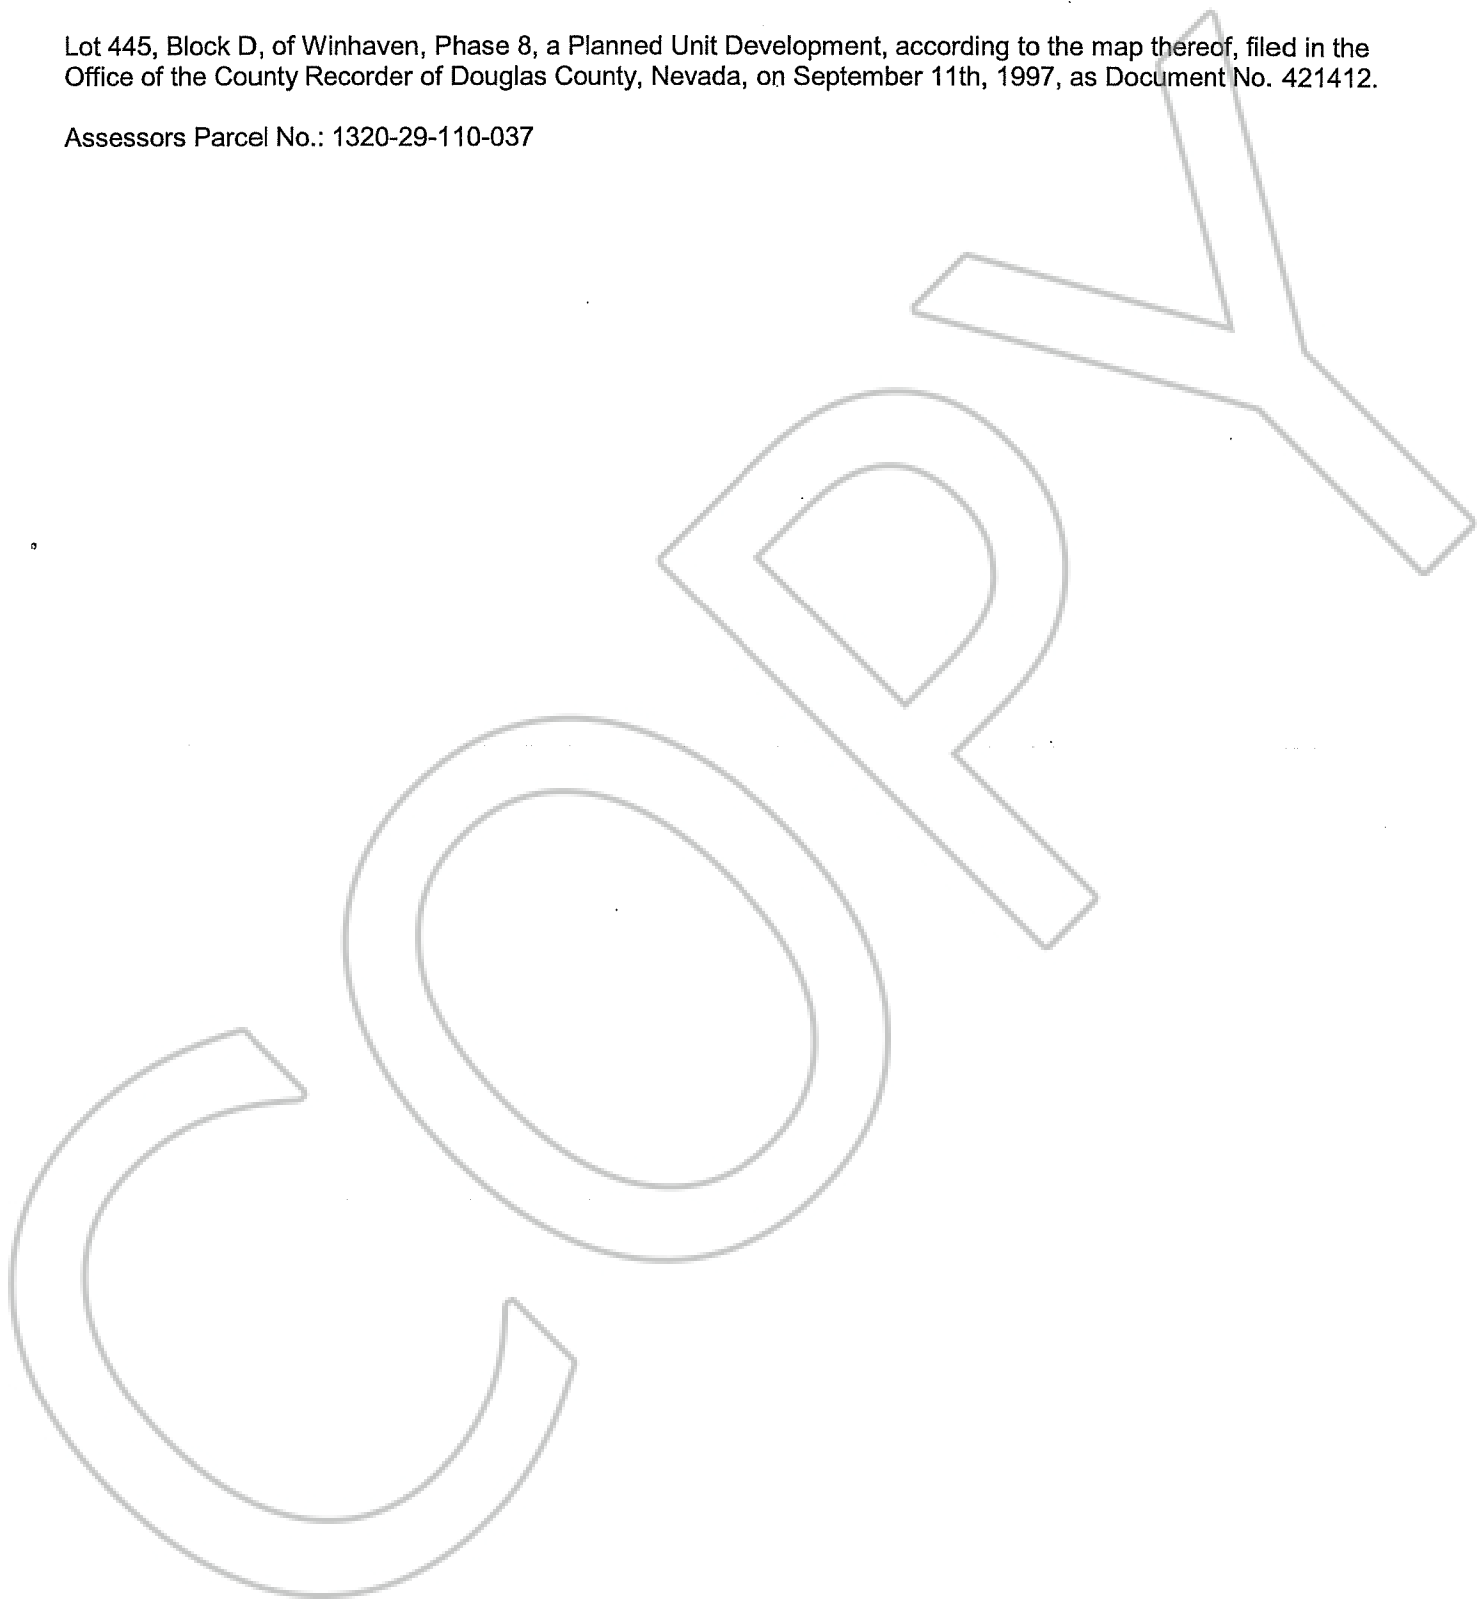 Lot 445, Block D, of Winhaven, Phase 8, a Planned Unit Development, according to the map thereof, filed in the
Office of the County Recorder of Douglas County, Nevada, on September 11th, 1997, as Document No. 421412.
Assessors Parcel No.: 1320-29-110-037
COPY